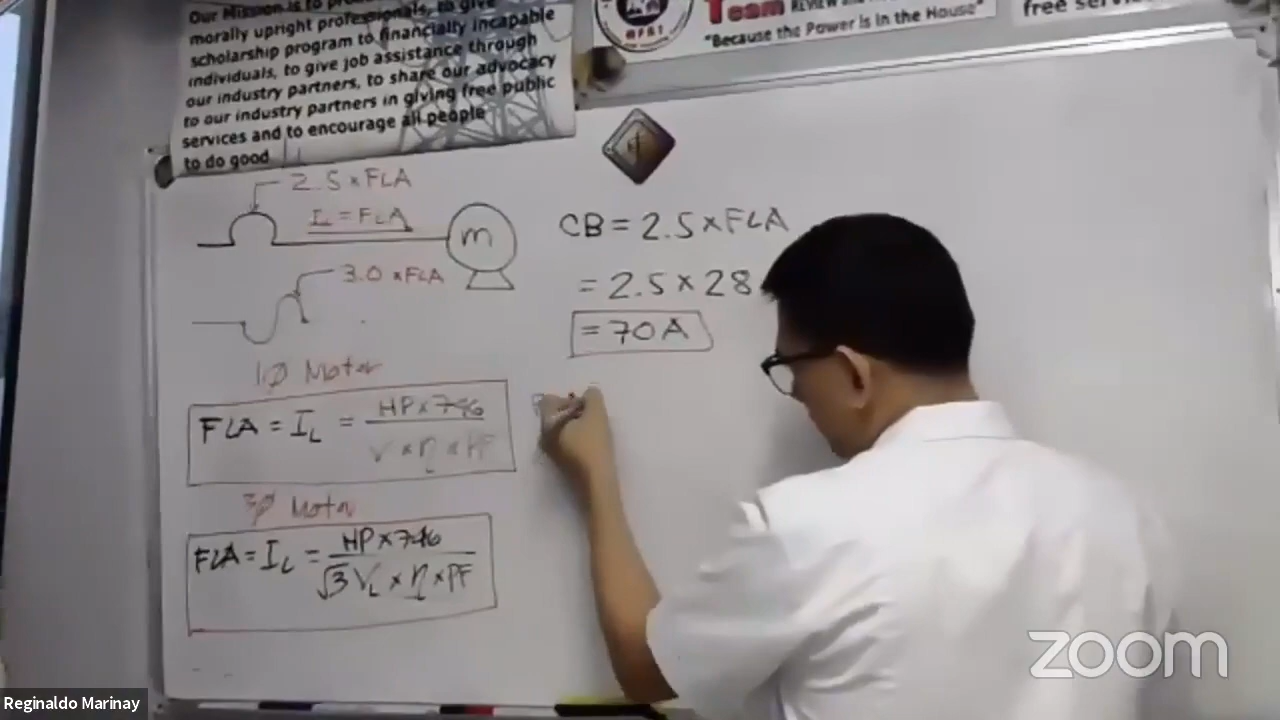 Our Mission is to
morally upright professionals, to give
scholarship program to financially incapable
individuals, to give job assistance through
our industry partners, to share our advocacy
to our industry partners in giving free public
services and to encourage all people
to do good
Team REVIEW
"Because the Power is in the House"
free
2.5 x FLA
IL = FLA
m
3.0 x FLA
1Ø Motor
FLA = IL = HP x 746
V x η x PF
3Ø Motor
FLA = IL = HP x 746
√3 VL x η x PF
CB = 2.5 x FLA
= 2.5 x 28
= 70 A
zoom
Reginaldo Marinay